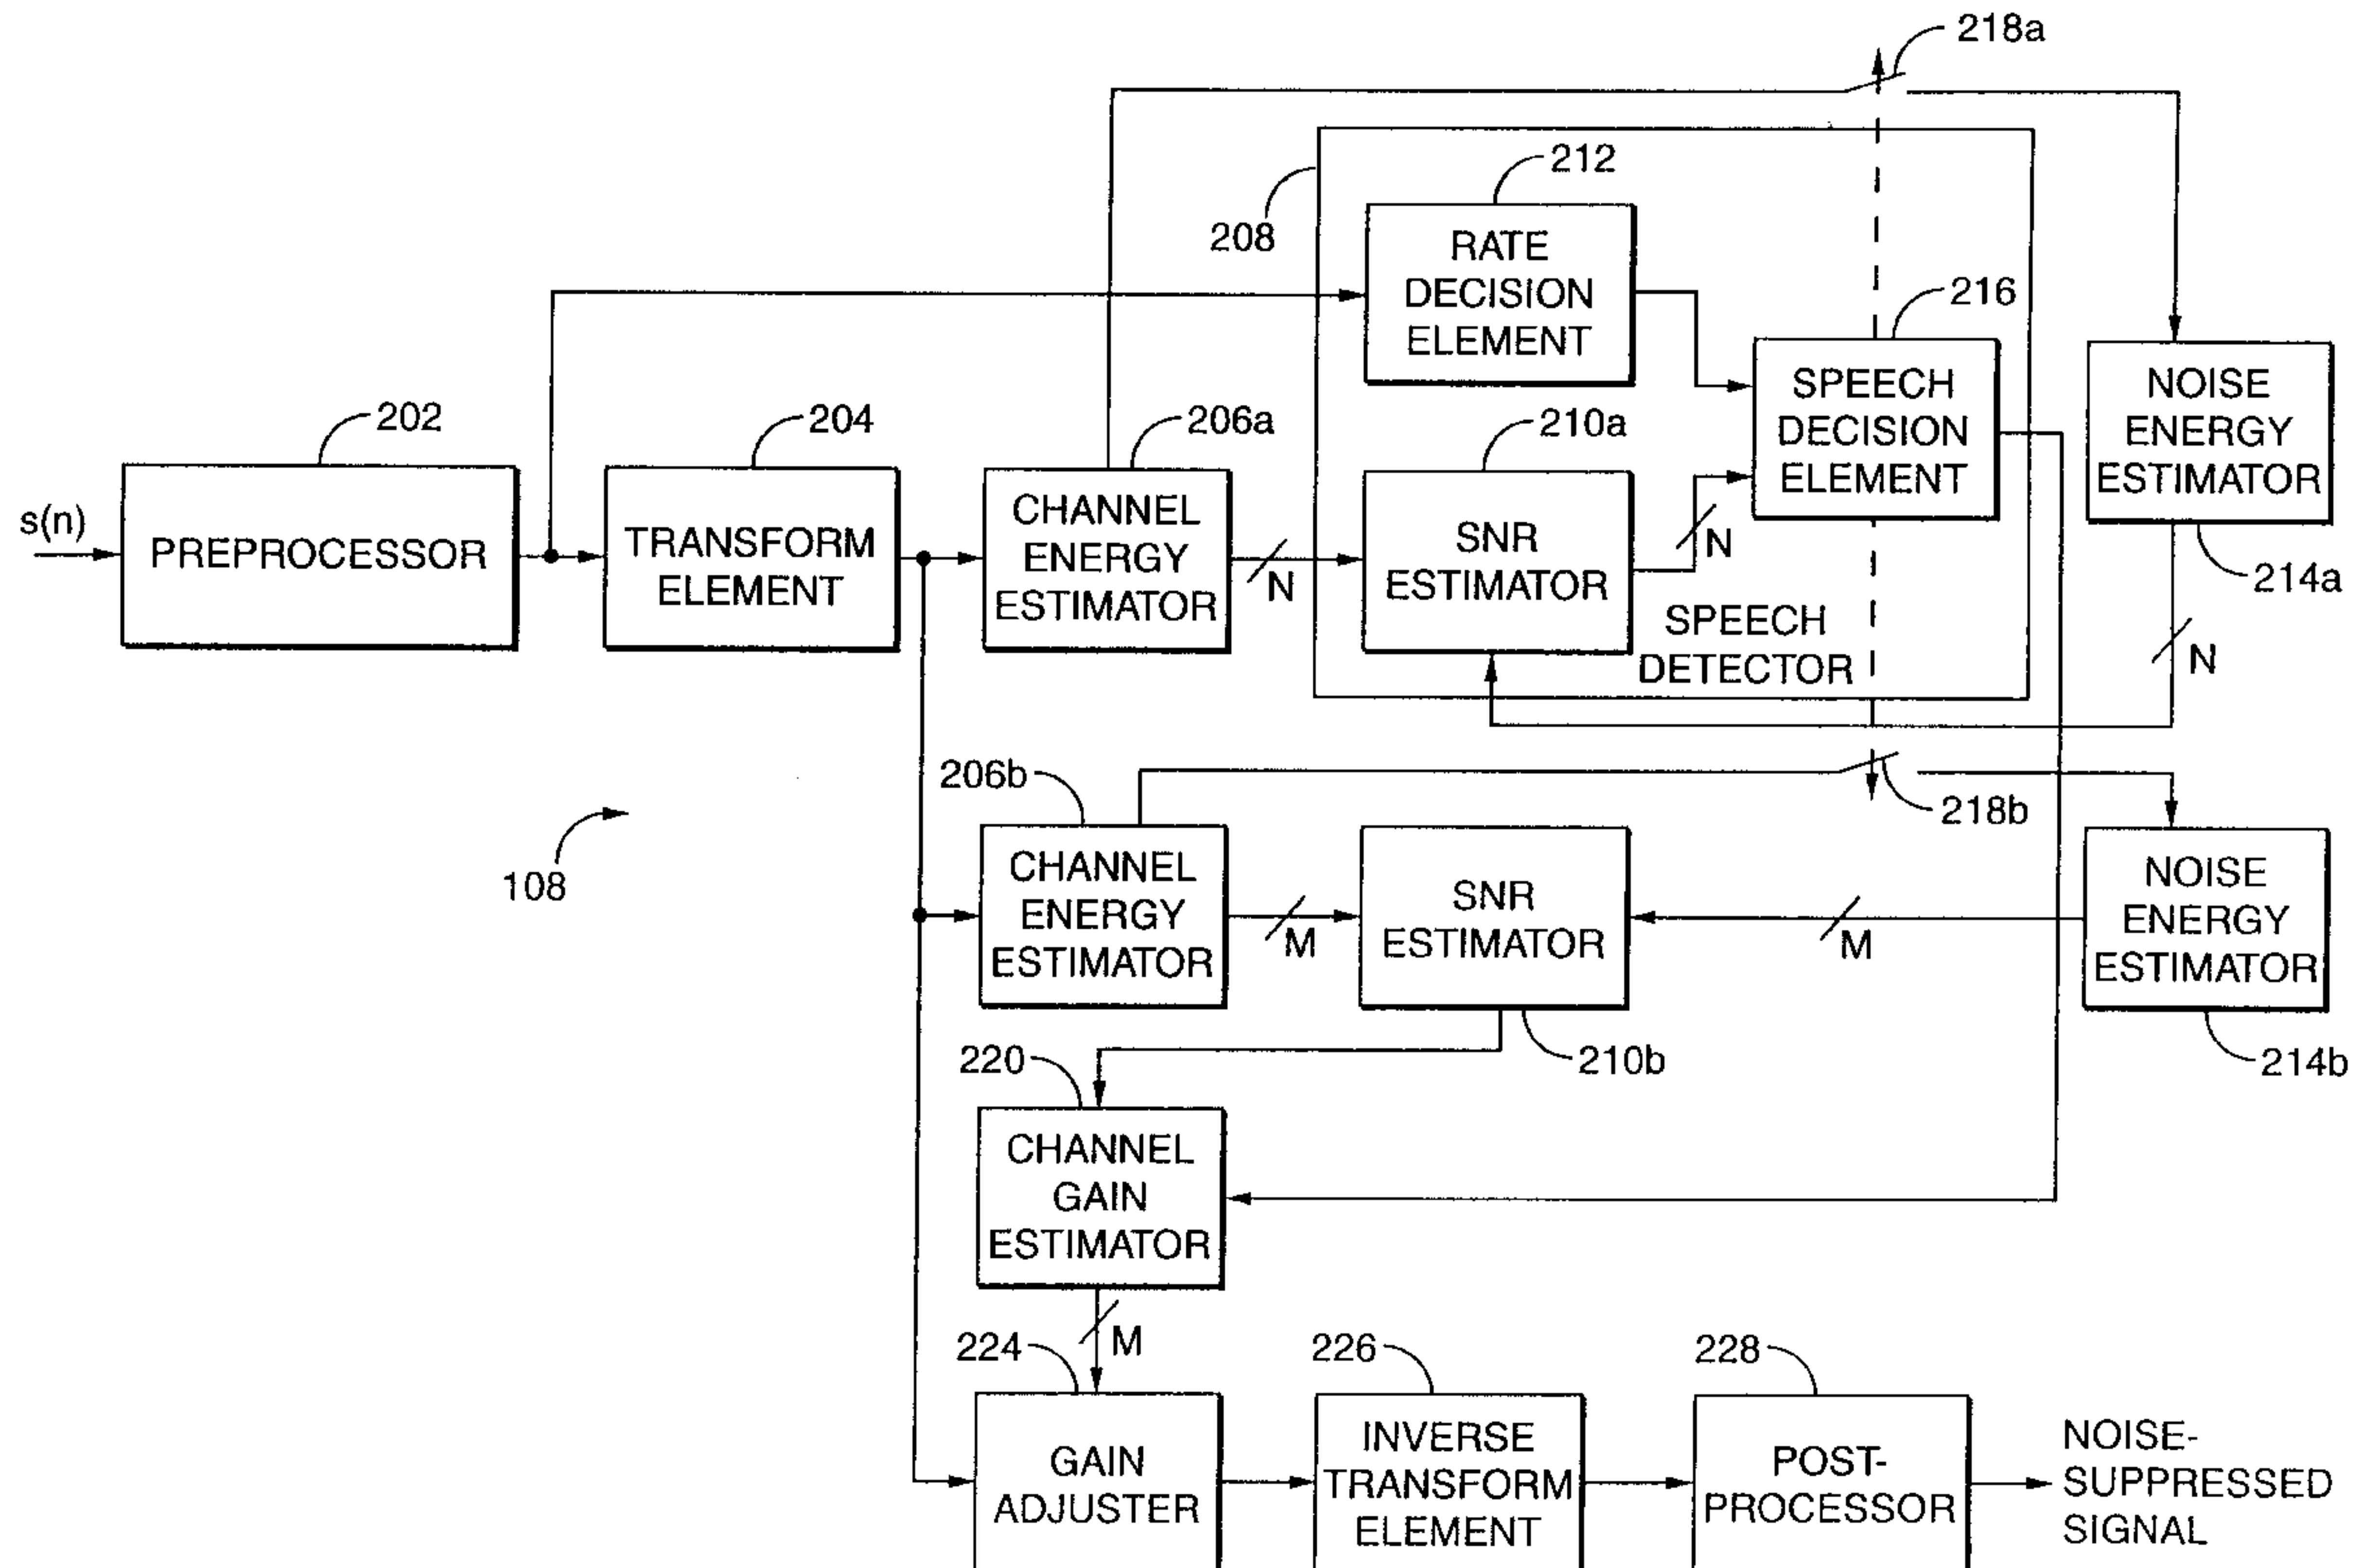 218a
212
208
RATE
DECISION
ELEMENT
216
SPEECH
DECISION
ELEMENT
NOISE
ENERGY
ESTIMATOR
214a
N
202
204
206a
210a
s(n)
PREPROCESSOR
TRANSFORM
ELEMENT
CHANNEL
ENERGY
ESTIMATOR
N
SNR
ESTIMATOR
N
SPEECH
DETECTOR
206b
218b
108
CHANNEL
ENERGY
ESTIMATOR
M
SNR
ESTIMATOR
M
NOISE
ENERGY
ESTIMATOR
220
210b
214b
CHANNEL
GAIN
ESTIMATOR
M
224
226
228
GAIN
ADJUSTER
INVERSE
TRANSFORM
ELEMENT
POST-
PROCESSOR
NOISE-
SUPPRESSED
SIGNAL